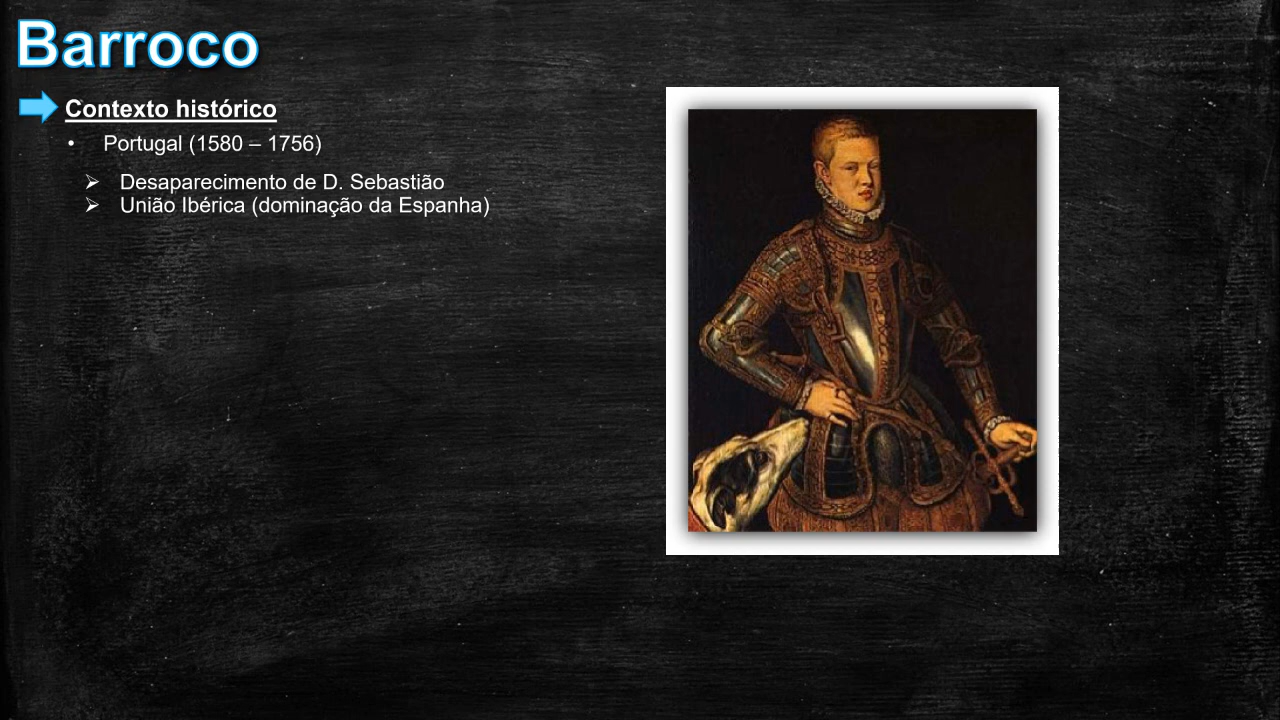 Barroco
Contexto histórico
• Portugal (1580 – 1756)
➢ Desaparecimento de D. Sebastião
➢ União Ibérica (dominação da Espanha)